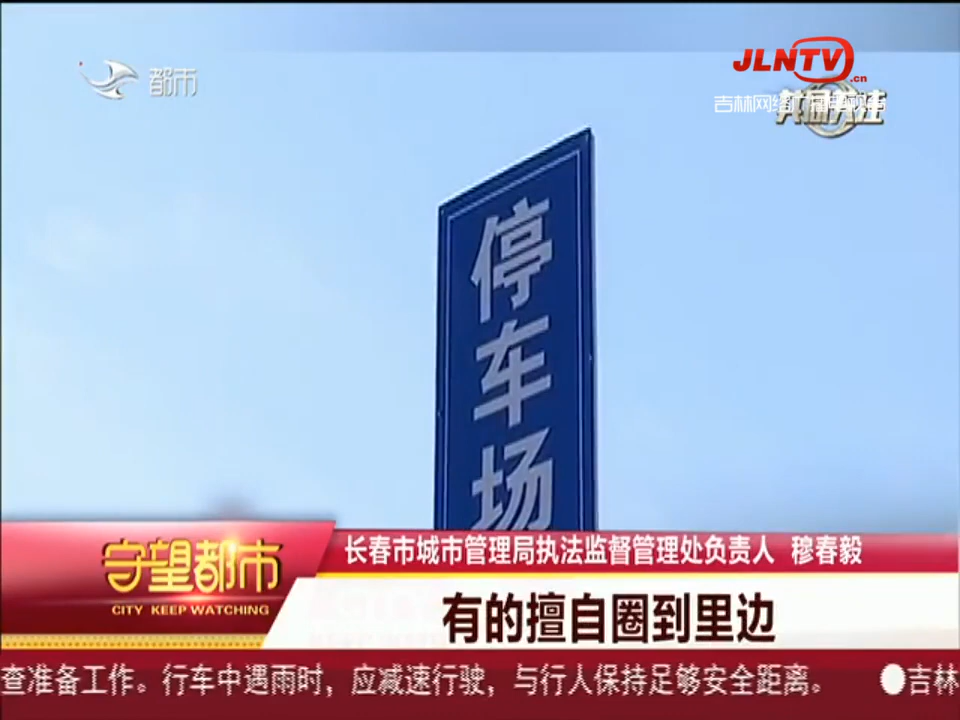 都市
JLNTV.cn
吉林网络广播电视台
共同关注
停车场
长春市城市管理局执法监督管理处负责人 穆春毅
守望都市
CITY KEEP WATCHING
有的擅自圈到里边
查准备工作。行车中遇雨时，应减速行驶，与行人保持足够安全距离。 ●吉林